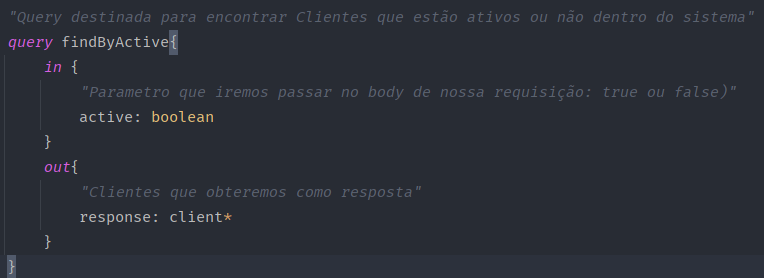 "Query destinada para encontrar Clientes que estão ativos ou não dentro do sistema"
query findByActive{
in {
"Parametro que iremos passar no body de nossa requisição: true ou false)"
active: boolean
}
out{
"Clientes que obteremos como resposta"
response: client*
}
}